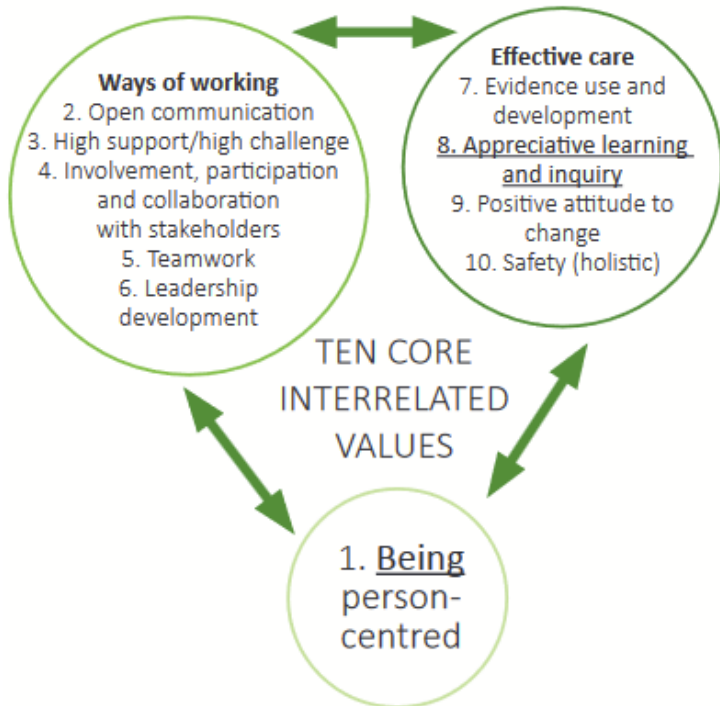 Ways of working
2. Open communication
3. High support/high challenge
4. Involvement, participation
and collaboration
with stakeholders
5. Teamwork
6. Leadership
development
Effective care
7. Evidence use and
development
8. Appreciative learning
and inquiry
9. Positive attitude to
change
10. Safety (holistic)
TEN CORE
INTERRELATED
VALUES
1. Being
person-
centred